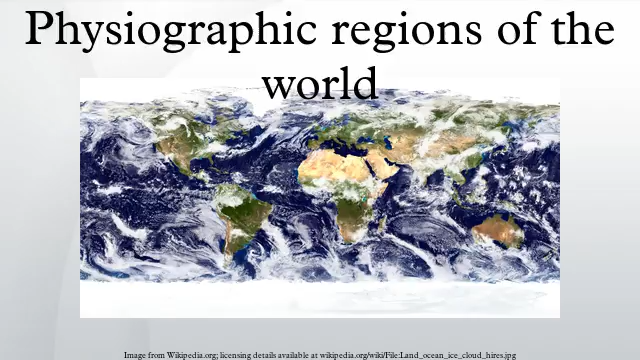 Physiographic regions of the
world
Image from Wikipedia.org; licensing details available at wikipedia.org/wiki/File:Land_ocean_ice_cloud_hires.jpg